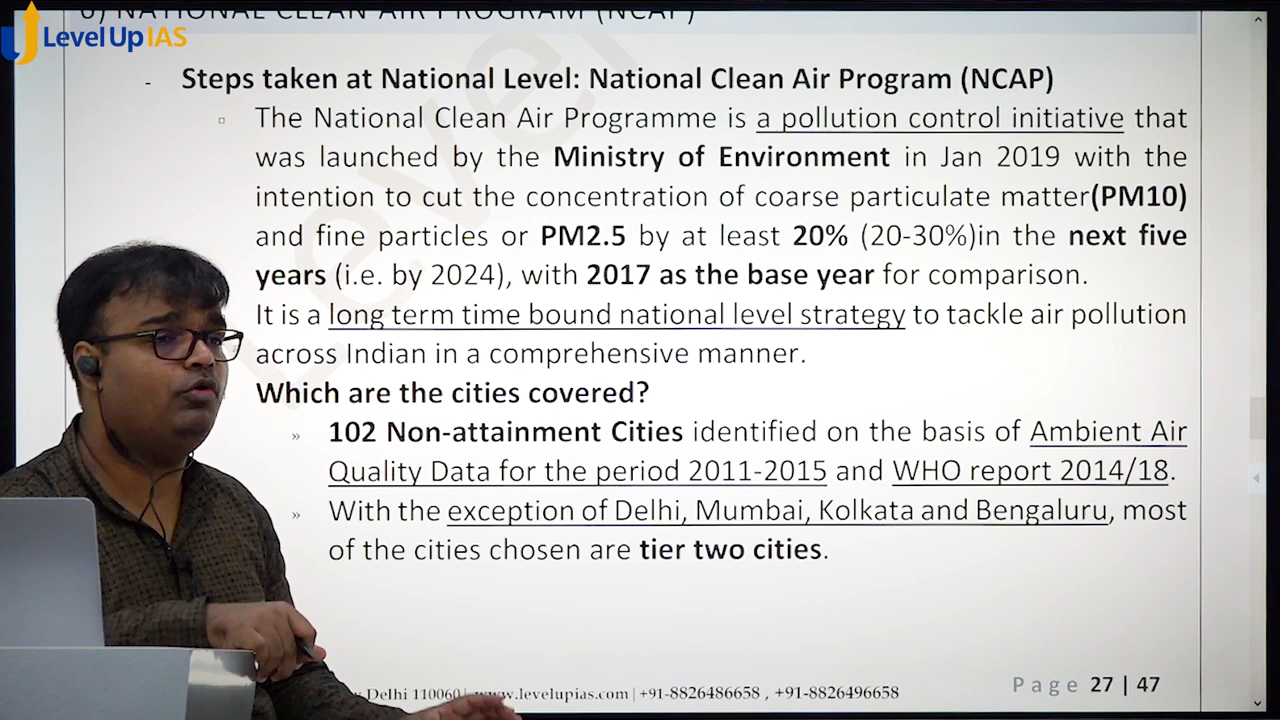 6) NATIONAL CLEAN AIR PROGRAM (NCAP)
Level Up IAS
- Steps taken at National Level: National Clean Air Program (NCAP)
The National Clean Air Programme is a pollution control initiative that
was launched by the Ministry of Environment in Jan 2019 with the
intention to cut the concentration of coarse particulate matter(PM10)
and fine particles or PM2.5 by at least 20% (20-30%)in the next five
years (i.e. by 2024), with 2017 as the base year for comparison.
It is a long term time bound national level strategy to tackle air pollution
across Indian in a comprehensive manner.
Which are the cities covered?
» 102 Non-attainment Cities identified on the basis of Ambient Air
Quality Data for the period 2011-2015 and WHO report 2014/18.
» With the exception of Delhi, Mumbai, Kolkata and Bengaluru, most
of the cities chosen are tier two cities.
Delhi 110060 | www.levelupias.com | +91-8826486658 , +91-8826496658
Page 27 | 47